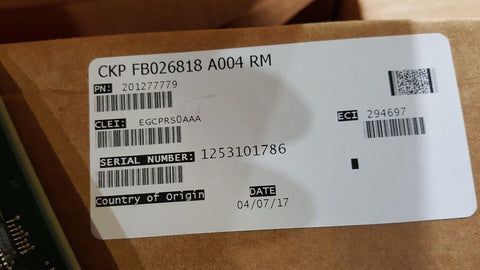 CKP FB026818 A004 RM
PN: 201277779
CLEI: EGCPRS0AAA
ECI 294697
SERIAL NUMBER: 1253101786
Country of Origin
DATE
04/07/17